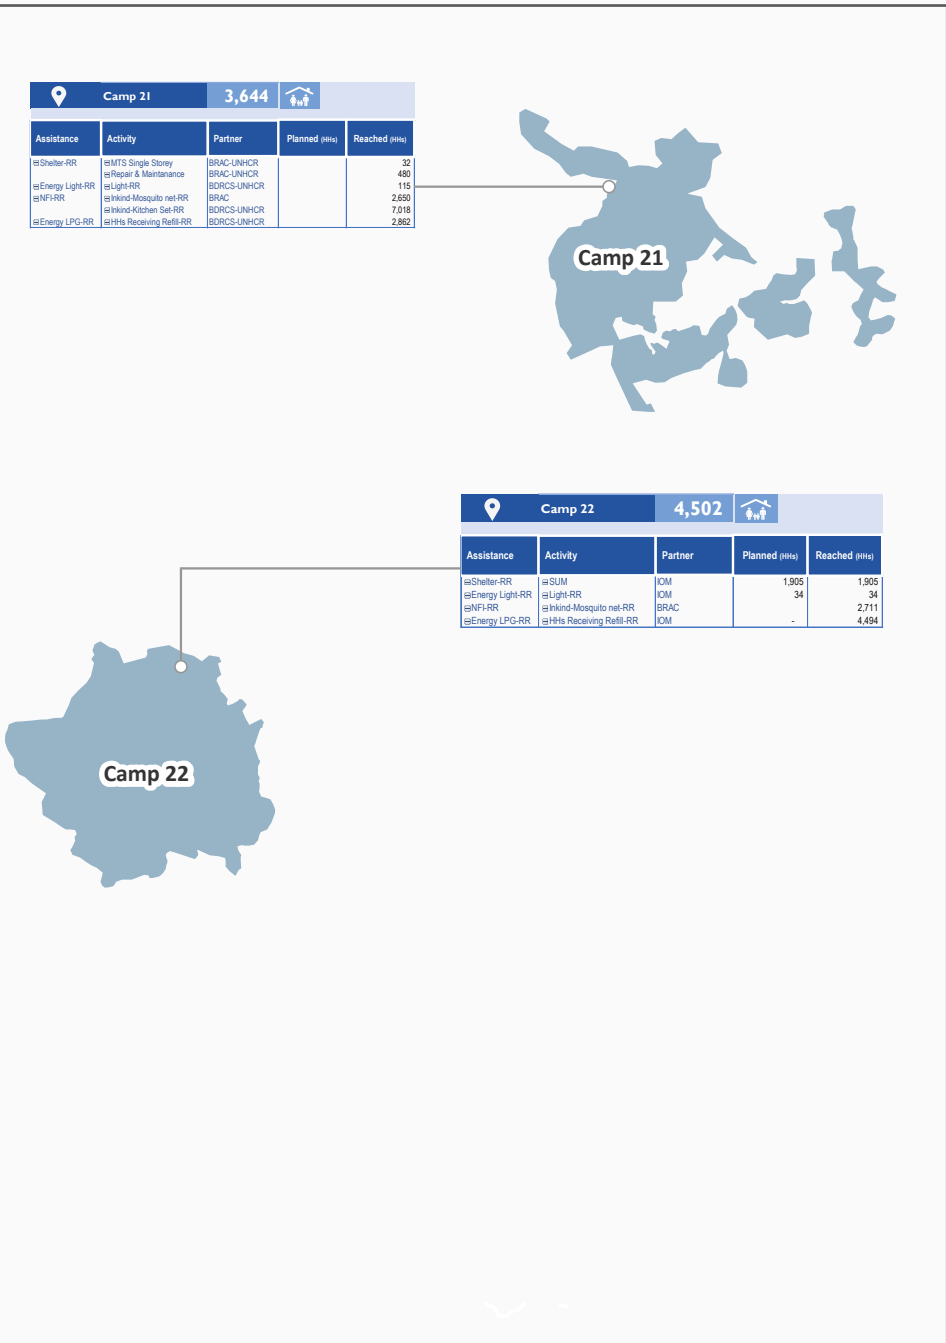 Camp 21 3,644
Assistance Activity Partner Planned (HHs) Reached (HHs)
Shelter-RR MTS Single Storey BRAC-UNHCR 32
Repair & Maintanance BRAC-UNHCR 480
Energy Light-RR Light-RR BDRCS-UNHCR 115
NFI-RR Inkind-Mosquito net-RR BRAC 2,650
Inkind-Kitchen Set-RR BDRCS-UNHCR 7,018
Energy LPG-RR HHs Receiving Refill-RR BDRCS-UNHCR 2,862
Camp 21
Camp 22 4,502
Assistance Activity Partner Planned (HHs) Reached (HHs)
Shelter-RR SUM IOM 1,905 1,905
Energy Light-RR Light-RR IOM 34 34
NFI-RR Inkind-Mosquito net-RR BRAC 2,711
Energy LPG-RR HHs Receiving Refill-RR IOM - 4,494
Camp 22